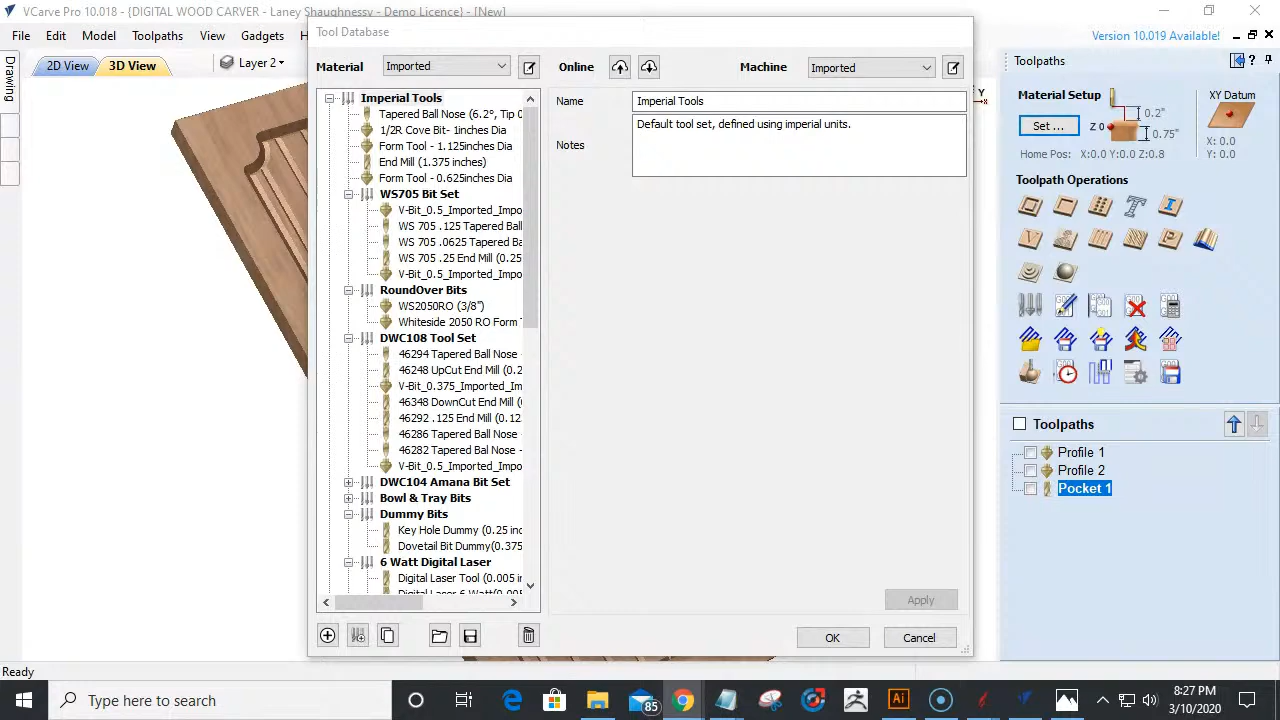 VCarve Pro 10.018 - {DIGITAL WOOD CARVER - Laney Shaughnessy - Demo Licence} - [New]
File Edit Model Toolpaths View Gadgets
Version 10.019 Available!
Drawing
2D View 3D View Layer 2
Tool Database
Material Imported
Online
Machine Imported
Imperial Tools
Tapered Ball Nose (6.2°, Tip
1/2R Cove Bit- 1inches Dia
Form Tool - 1.125inches Dia
End Mill (1.375 inches)
Form Tool - 0.625inches Dia
WS705 Bit Set
V-Bit_0.5_Imported_Impo
WS 705 .125 Tapered Ball
WS 705 .0625 Tapered Ba
WS 705 .25 End Mill (0.25
V-Bit_0.5_Imported_Impo
RoundOver Bits
WS2050RO (3/8")
Whiteside 2050 RO Form
DWC108 Tool Set
46294 Tapered Ball Nose -
46248 UpCut End Mill (0.2
V-Bit_0.375_Imported_Im
46348 DownCut End Mill (
46292 .125 End Mill (0.12
46286 Tapered Ball Nose
46282 Tapered Bal Nose -
V-Bit_0.5_Imported_Impo
DWC104 Amana Bit Set
Bowl & Tray Bits
Dummy Bits
Key Hole Dummy (0.25 inc
Dovetail Bit Dummy(0.375
6 Watt Digital Laser
Digital Laser Tool (0.005 i
Digital Laser 6 Watt(0.005
Name Imperial Tools
Notes Default tool set, defined using imperial units.
Apply
OK Cancel
Y
Toolpaths
Material Setup
Set ...
Z 0
0.2"
0.75"
XY Datum
X: 0.0
Y: 0.0
Home Pos: X:0.0 Y:0.0 Z:0.8
Toolpath Operations
Toolpaths
Profile 1
Profile 2
Pocket 1
Ready
Type here to search
85
Ai
8:27 PM
3/10/2020